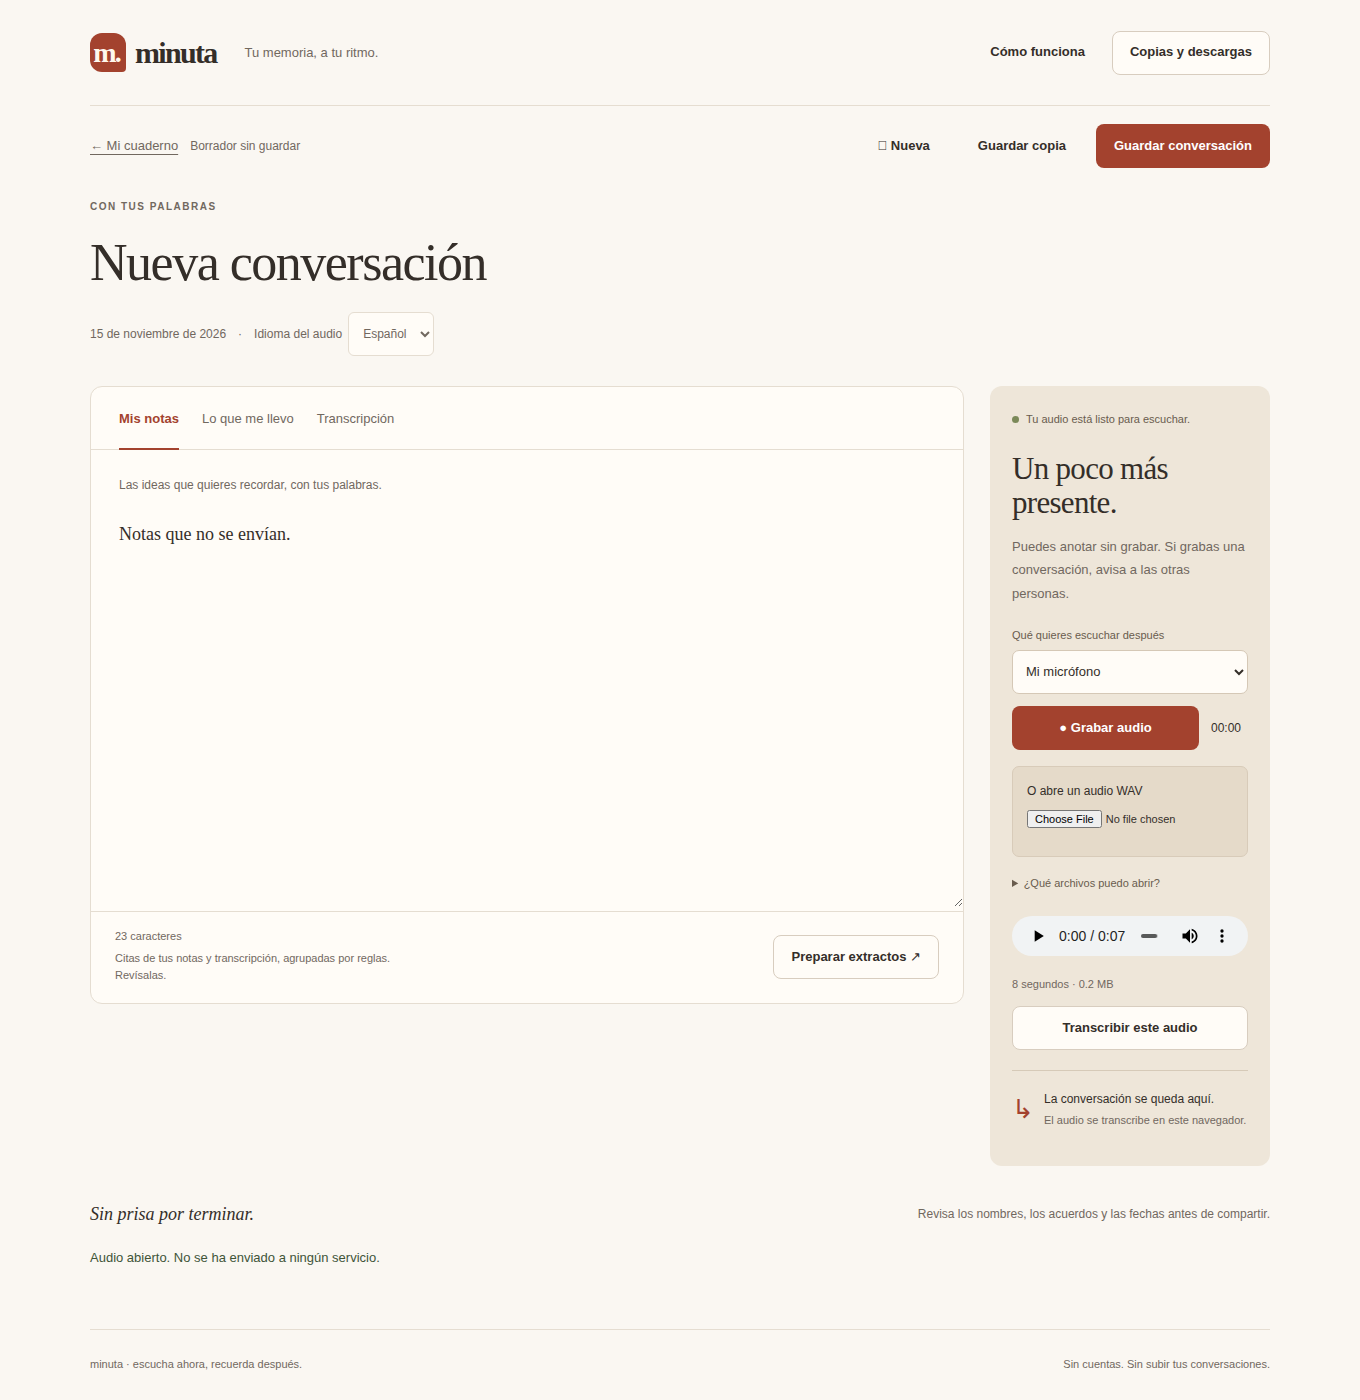 m. minuta
Tu memoria, a tu ritmo.
Cómo funciona
Copias y descargas
← Mi cuaderno
Borrador sin guardar
Nueva
Guardar copia
Guardar conversación
CON TUS PALABRAS
Nueva conversación
15 de noviembre de 2026 · Idioma del audio
Español
Mis notas
Lo que me llevo
Transcripción
Las ideas que quieres recordar, con tus palabras.
Notas que no se envían.
23 caracteres
Citas de tus notas y transcripción, agrupadas por reglas.
Revísalas.
Preparar extractos ↗
Tu audio está listo para escuchar.
Un poco más
presente.
Puedes anotar sin grabar. Si grabas una
conversación, avisa a las otras
personas.
Qué quieres escuchar después
Mi micrófono
● Grabar audio
00:00
O abre un audio WAV
Choose File No file chosen
▶ ¿Qué archivos puedo abrir?
0:00 / 0:07
8 segundos · 0.2 MB
Transcribir este audio
↳ La conversación se queda aquí.
El audio se transcribe en este navegador.
Sin prisa por terminar.
Revisa los nombres, los acuerdos y las fechas antes de compartir.
Audio abierto. No se ha enviado a ningún servicio.
minuta · escucha ahora, recuerda después.
Sin cuentas. Sin subir tus conversaciones.